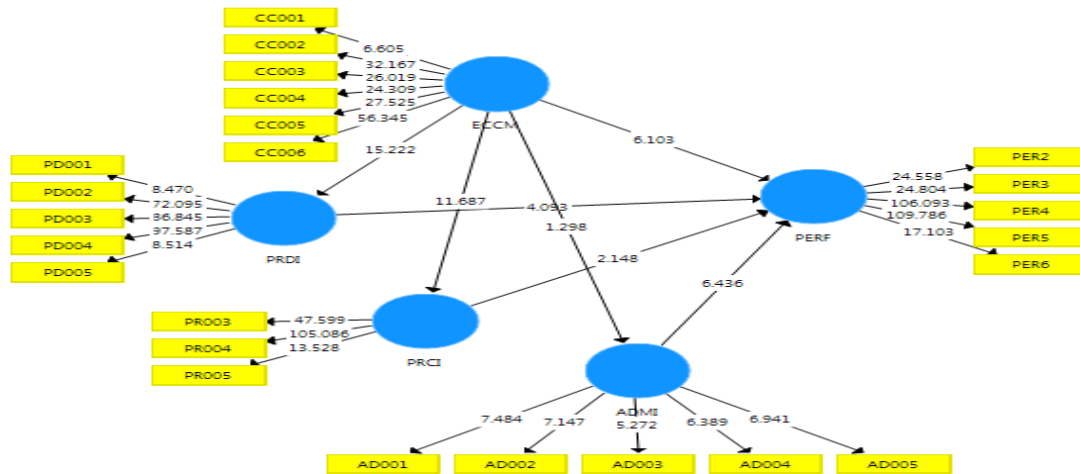 CC001
CC002
CC003
CC004
CC005
CC006
6.605
32.167
26.019
24.309
27.525
56.345
ECCM
15.222
11.687
1.298
6.103
PD001
PD002
PD003
PD004
PD005
8.470
72.095
86.845
97.587
8.514
PRDI
4.093
PER2
PER3
PER4
PER5
PER6
24.558
24.804
106.093
109.786
17.103
PERF
2.148
6.436
PR003
PR004
PR005
47.599
105.086
13.528
PRCI
ADMI
7.484
7.147
5.272
6.389
6.941
AD001
AD002
AD003
AD004
AD005